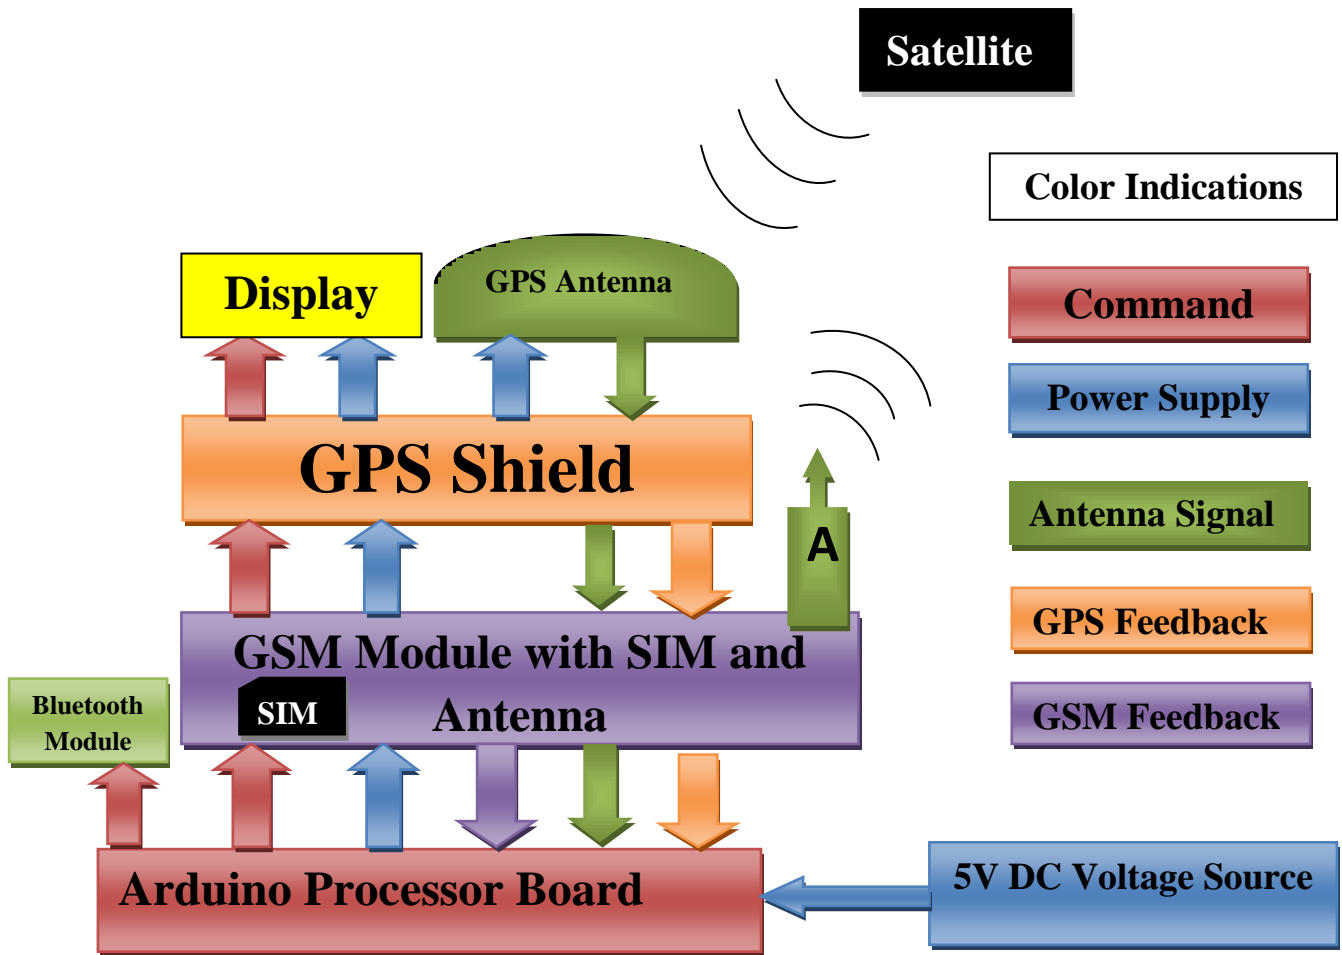 Satellite
Color Indications
Display
GPS Antenna
Command
Power Supply
GPS Shield
Antenna Signal
A
GPS Feedback
GSM Module with SIM and
Antenna
SIM
Bluetooth
Module
GSM Feedback
Arduino Processor Board
5V DC Voltage Source